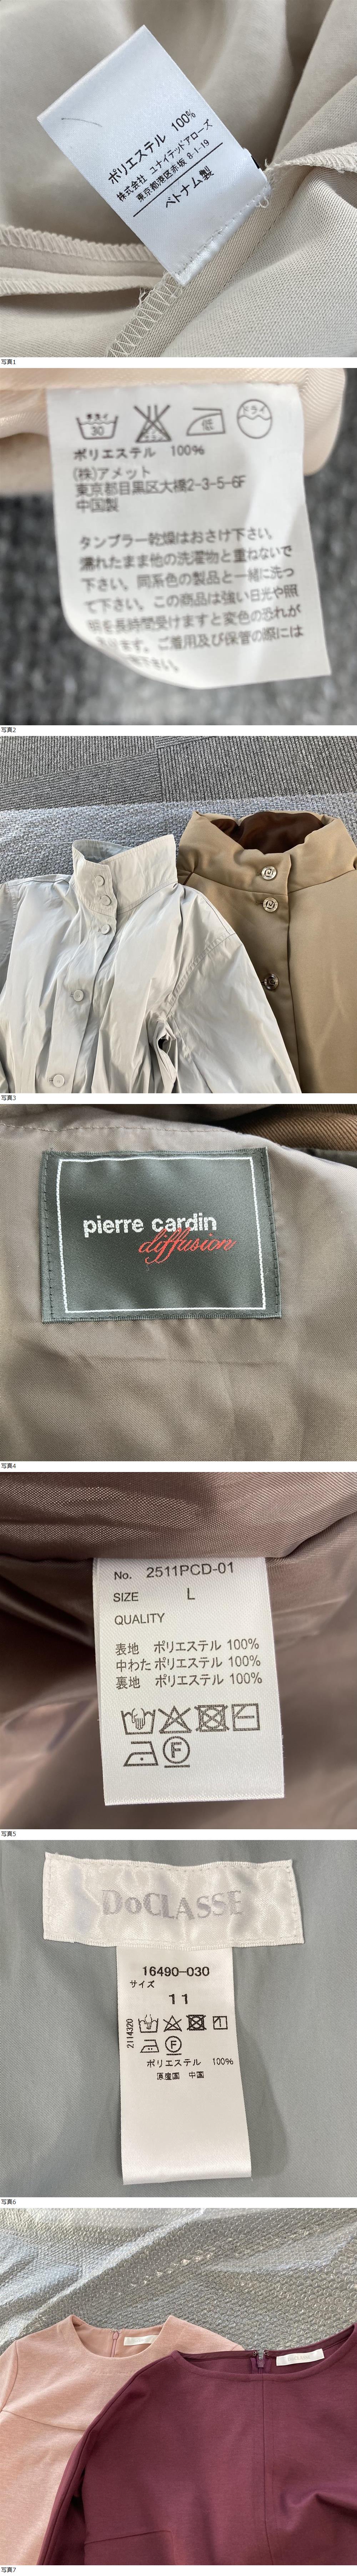 ポリエステル 100%
株式会社 ユナイテッドアローズ
東京都港区赤坂 8-1-19
ベトナム製
写真1
手洗イ
30
低
ドライ
ポリエステル 100%
(株)アメット
東京都目黒区大橋2-3-5-6F
中国製
タンブラー乾燥はおさけ下さい。
濡れたまま他の洗濯物と重ねないで
下さい。同系色の製品と一緒に洗っ
て下さい。この商品は強い日光や照
明を長時間受けますと変色の恐れが
ります。ご着用及び保管の際には
下さい。
写真2
写真3
pierre cardin
diffusion
写真4
No. 2511PCD-01
SIZE L
QUALITY
表地 ポリエステル 100%
中わた ポリエステル 100%
裏地 ポリエステル 100%
F
写真5
DoCLASSE
16490-030
サイズ
11
2114320
F
ポリエステル 100%
原産国 中国
写真6
写真7